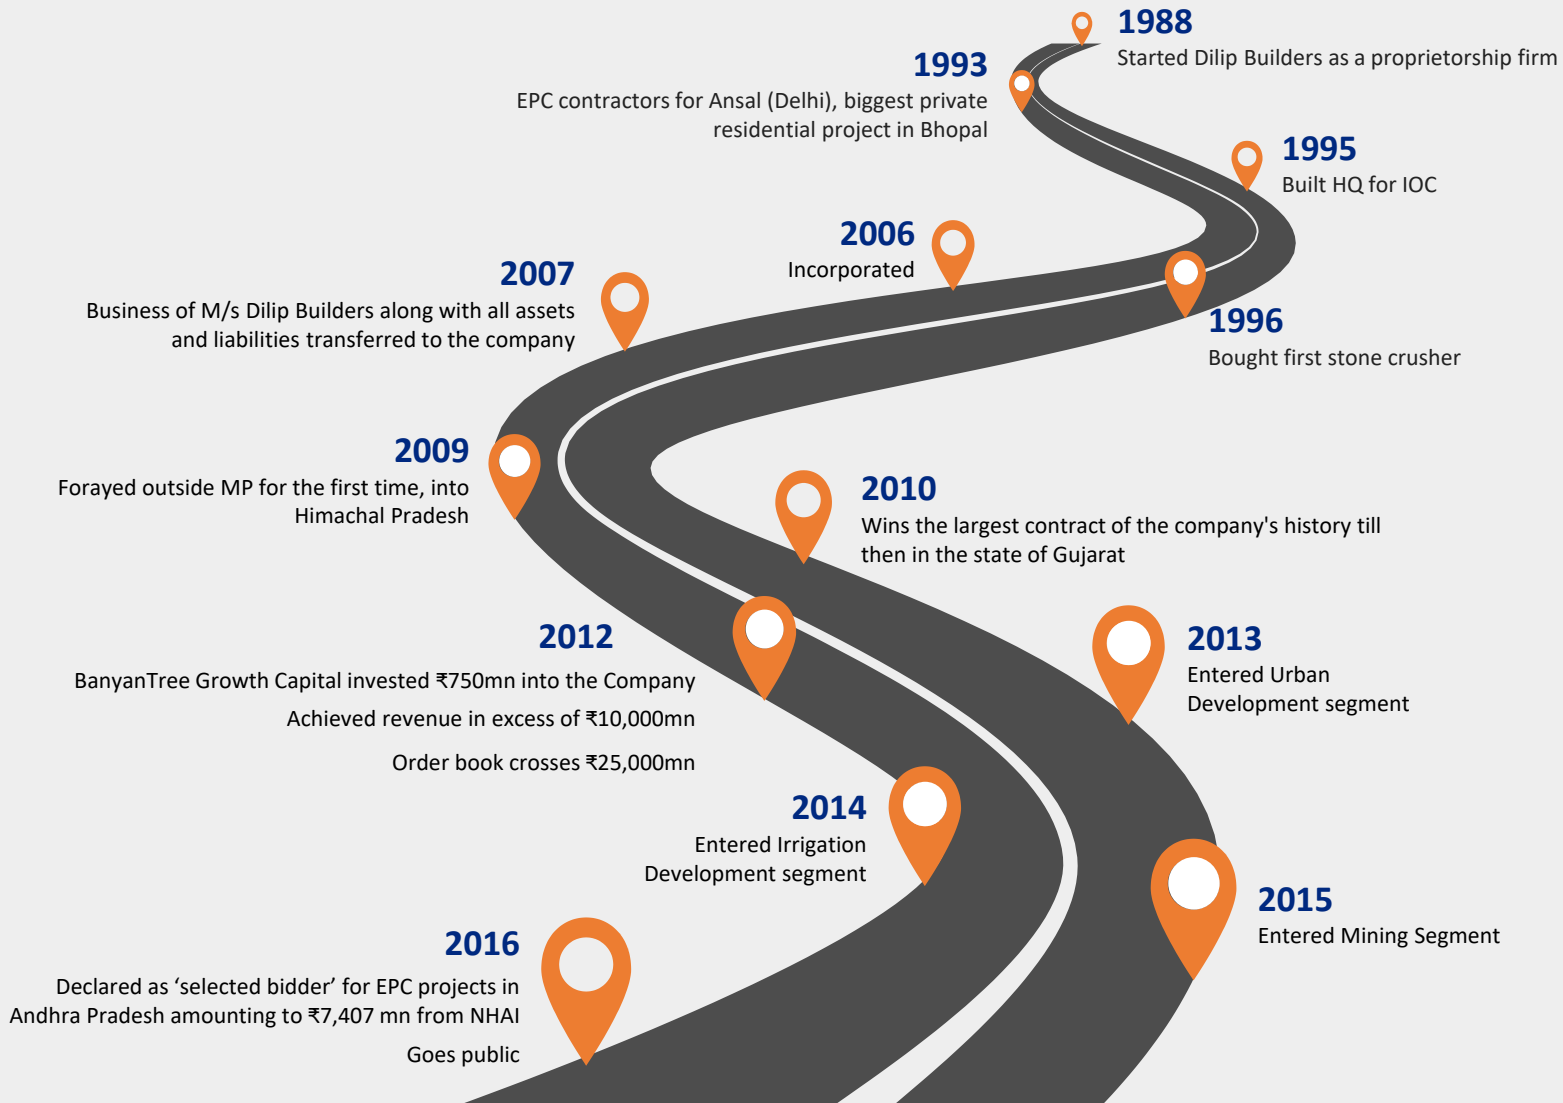 1988
Started Dilip Builders as a proprietorship firm
1993
EPC contractors for Ansal (Delhi), biggest private
residential project in Bhopal
1995
Built HQ for IOC
1996
Bought first stone crusher
2006
Incorporated
2007
Business of M/s Dilip Builders along with all assets
and liabilities transferred to the company
2009
Forayed outside MP for the first time, into
Himachal Pradesh
2010
Wins the largest contract of the company's history till
then in the state of Gujarat
2012
BanyanTree Growth Capital invested ₹750mn into the Company
Achieved revenue in excess of ₹10,000mn
Order book crosses ₹25,000mn
2013
Entered Urban
Development segment
2014
Entered Irrigation
Development segment
2015
Entered Mining Segment
2016
Declared as ‘selected bidder’ for EPC projects in
Andhra Pradesh amounting to ₹7,407 mn from NHAI
Goes public